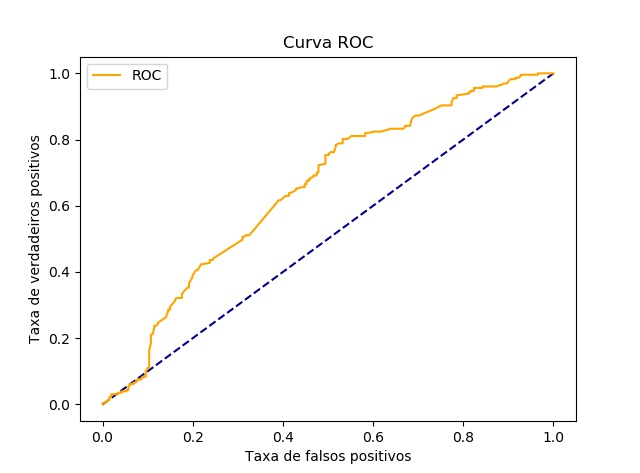 Curva ROC
ROC
1.0
0.8
0.6
0.4
0.2
0.0
Taxa de verdadeiros positivos
0.0 0.2 0.4 0.6 0.8 1.0
Taxa de falsos positivos